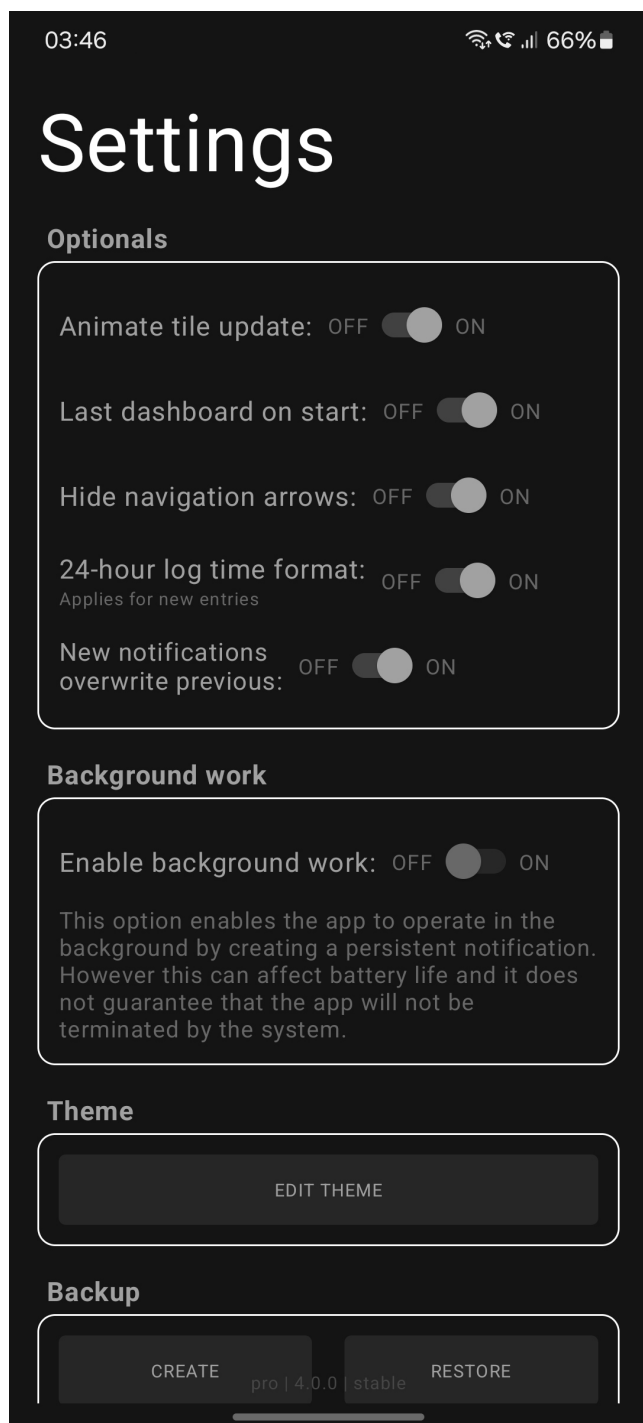 03:46 66%
Settings
Optionals
Animate tile update: OFF ON
Last dashboard on start: OFF ON
Hide navigation arrows: OFF ON
24-hour log time format: OFF ON
Applies for new entries
New notifications
overwrite previous: OFF ON
Background work
Enable background work: OFF ON
This option enables the app to operate in the
background by creating a persistent notification.
However this can affect battery life and it does
not guarantee that the app will not be
terminated by the system.
Theme
EDIT THEME
Backup
CREATE RESTORE
pro | 4.0.0 | stable